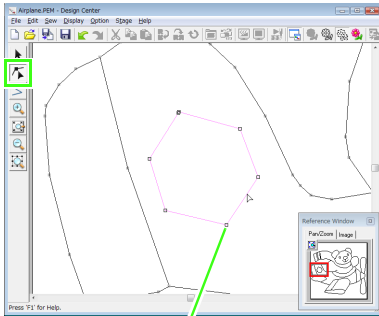 Airplane.PEM - Design Center
File Edit Sew Display Option Stage Help
Reference Window
Pan/Zoom Image
Press 'F1' for Help.